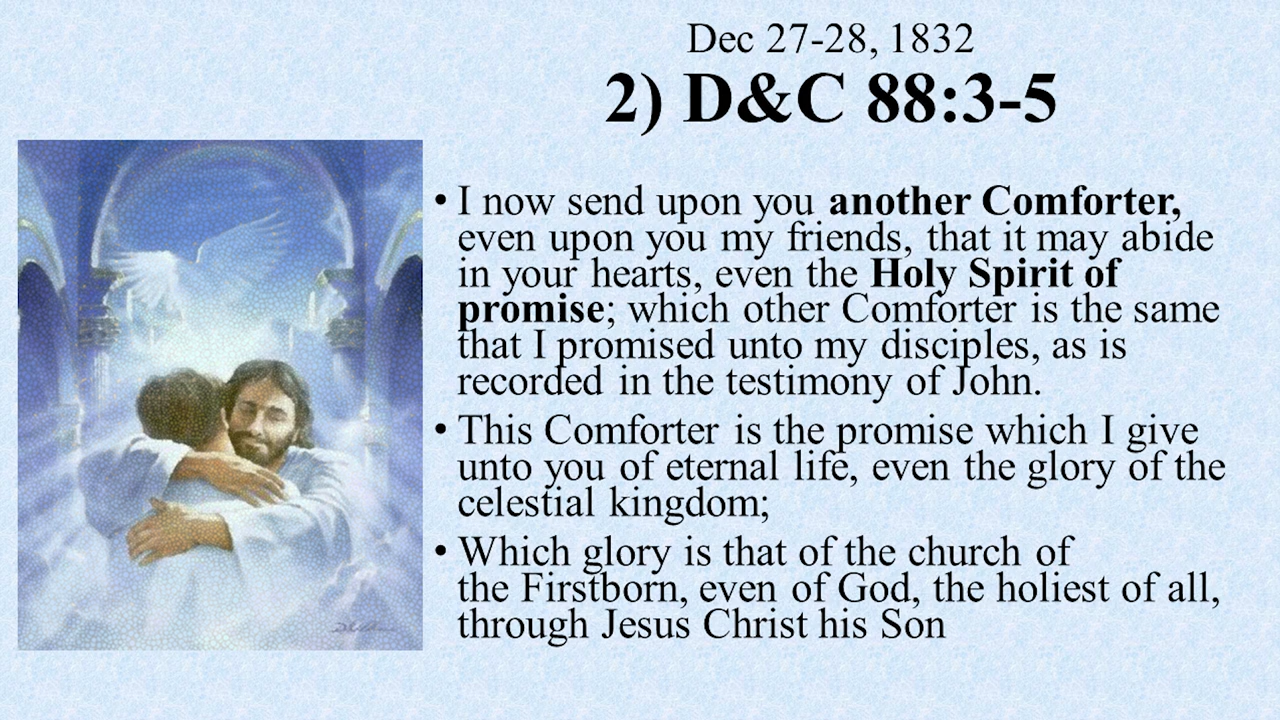 Dec 27-28, 1832
2) D&C 88:3-5
• I now send upon you another Comforter,
even upon you my friends, that it may abide
in your hearts, even the Holy Spirit of
promise; which other Comforter is the same
that I promised unto my disciples, as is
recorded in the testimony of John.
• This Comforter is the promise which I give
unto you of eternal life, even the glory of the
celestial kingdom;
• Which glory is that of the church of
the Firstborn, even of God, the holiest of all,
through Jesus Christ his Son